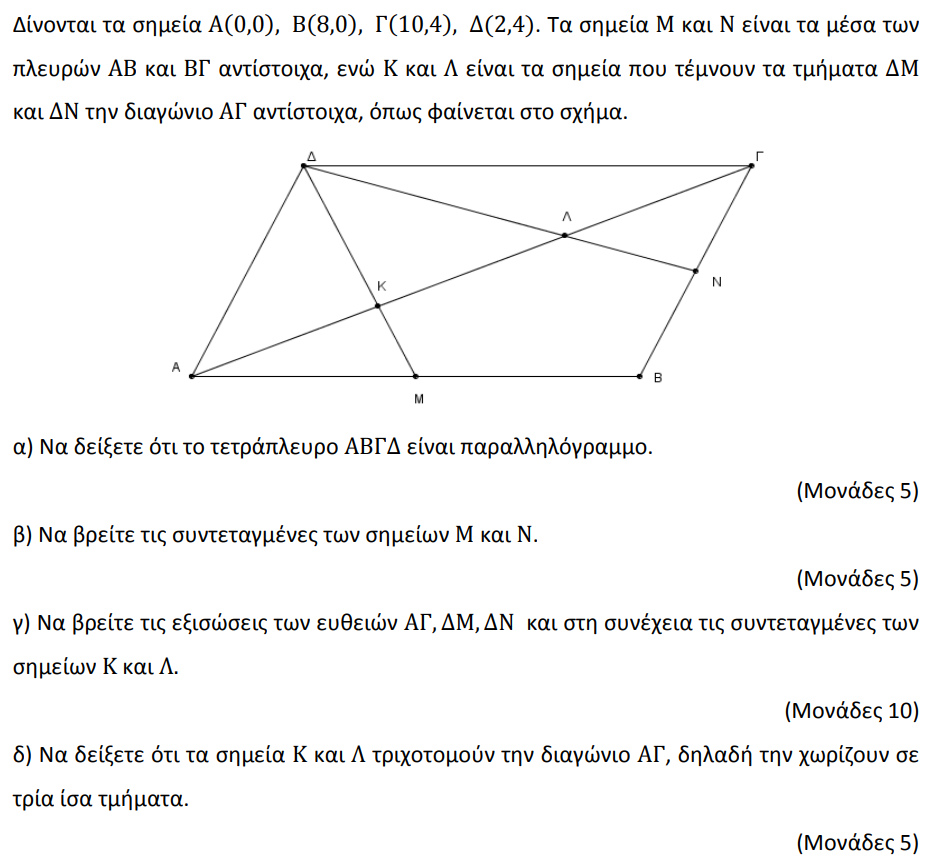 Δίνονται τα σημεία Α(0,0), Β(8,0), Γ(10,4), Δ(2,4). Τα σημεία Μ και Ν είναι τα μέσα των
πλευρών ΑΒ και ΒΓ αντίστοιχα, ενώ Κ και Λ είναι τα σημεία που τέμνουν τα τμήματα ΔΜ
και ΔΝ την διαγώνιο ΑΓ αντίστοιχα, όπως φαίνεται στο σχήμα.
Δ
Γ
Λ
Ν
Κ
Α
Β
Μ
α) Να δείξετε ότι το τετράπλευρο ΑΒΓΔ είναι παραλληλόγραμμο.
(Μονάδες 5)
β) Να βρείτε τις συντεταγμένες των σημείων Μ και Ν.
(Μονάδες 5)
γ) Να βρείτε τις εξισώσεις των ευθειών ΑΓ, ΔΜ, ΔΝ και στη συνέχεια τις συντεταγμένες των
σημείων Κ και Λ.
(Μονάδες 10)
δ) Να δείξετε ότι τα σημεία Κ και Λ τριχοτομούν την διαγώνιο ΑΓ, δηλαδή την χωρίζουν σε
τρία ίσα τμήματα.
(Μονάδες 5)